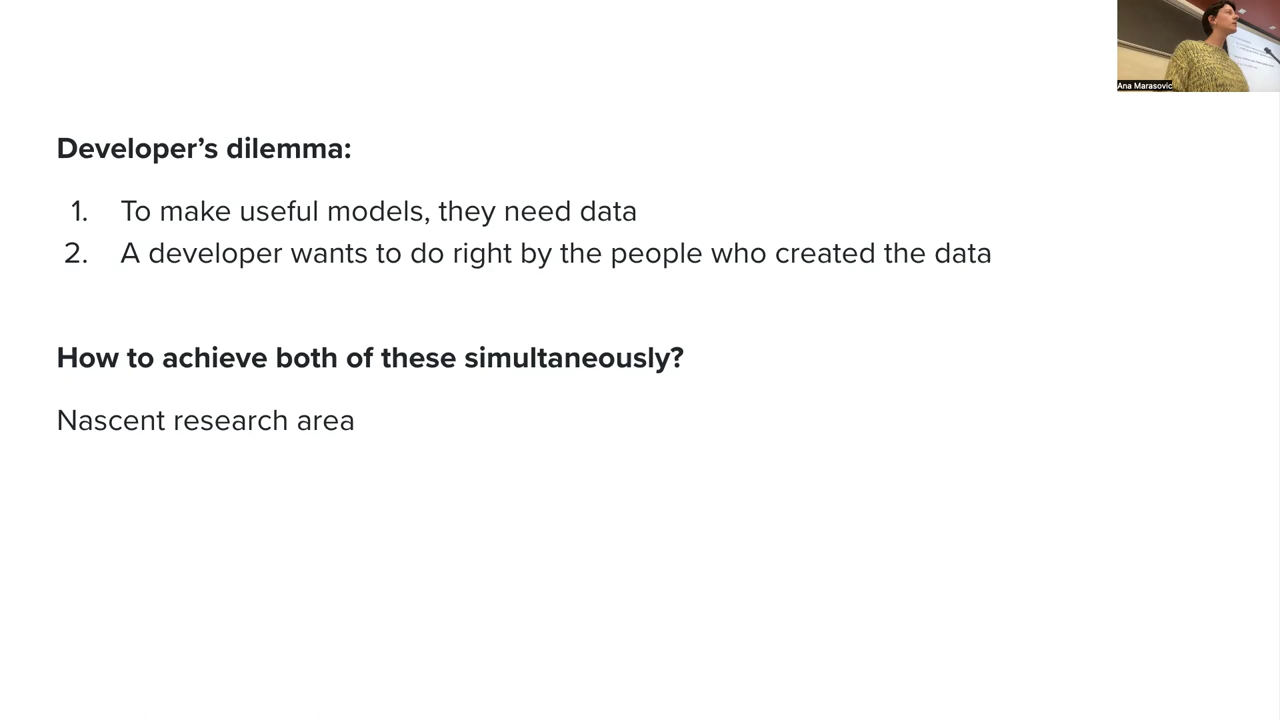 Ana Marasovic
Developer’s dilemma:
1. To make useful models, they need data
2. A developer wants to do right by the people who created the data
How to achieve both of these simultaneously?
Nascent research area